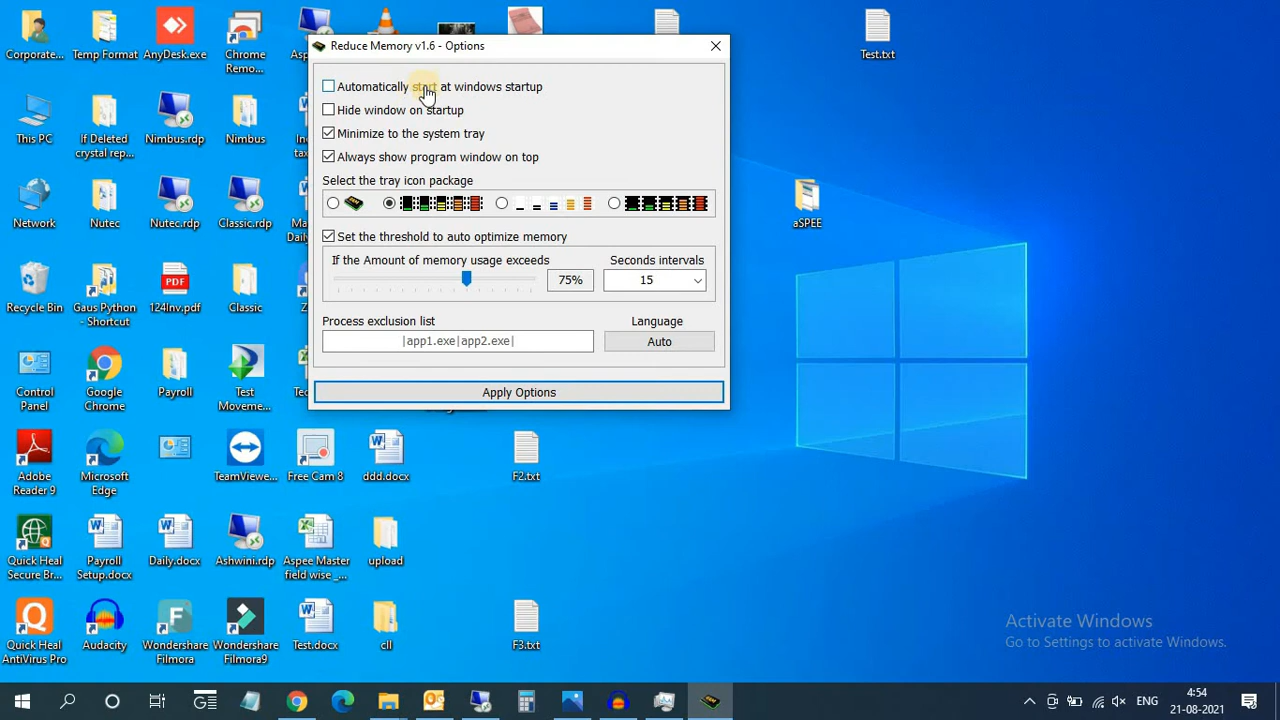 Reduce Memory v1.6 - Options
Automatically start at windows startup
Hide window on startup
Minimize to the system tray
Always show program window on top
Select the tray icon package
Set the threshold to auto optimize memory
If the Amount of memory usage exceeds
Seconds intervals
75%
15
Process exclusion list
Language
|app1.exe|app2.exe|
Auto
Apply Options
Corporate...
Temp Format
AnyDesk.exe
Chrome
Remo...
Test.txt
This PC
If Deleted
crystal rep...
Nimbus.rdp
Nimbus
Network
Nutec
Nutec.rdp
Classic.rdp
aSPEE
Recycle Bin
Gaus Python
- Shortcut
PDF
124Inv.pdf
Classic
Control
Panel
Google
Chrome
Payroll
Test
Moveme...
Adobe
Reader 9
Microsoft
Edge
TeamViewe...
Free Cam 8
ddd.docx
F2.txt
Quick Heal
Secure Br...
Payroll
Setup.docx
Daily.docx
Ashwini.rdp
Aspee Master
field wise _...
upload
Quick Heal
AntiVirus Pro
Audacity
Wondershare
Filmora
Wondershare
Filmora9
Test.docx
cll
F3.txt
Activate Windows
Go to Settings to activate Windows.
ENG
4:54
21-08-2021